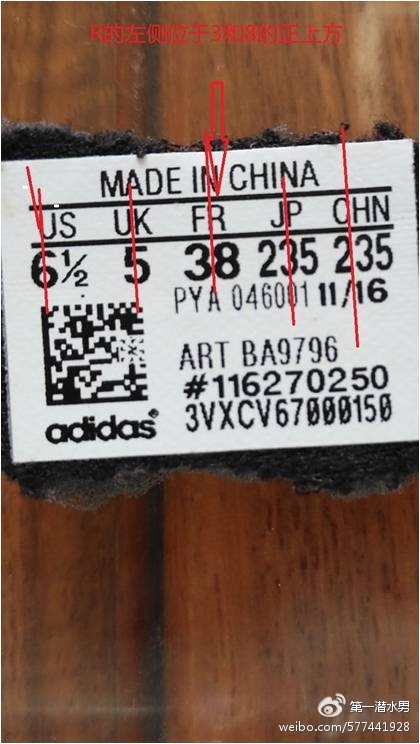 R的左侧位于3和8的正上方
MADE IN CHINA
US UK FR JP CHN
6½ 5 38 235 235
PYA 046001 11/16
ART BA9796
#116270250
3VXCV67000150
adidas®
第一潜水男
weibo.com/577441928